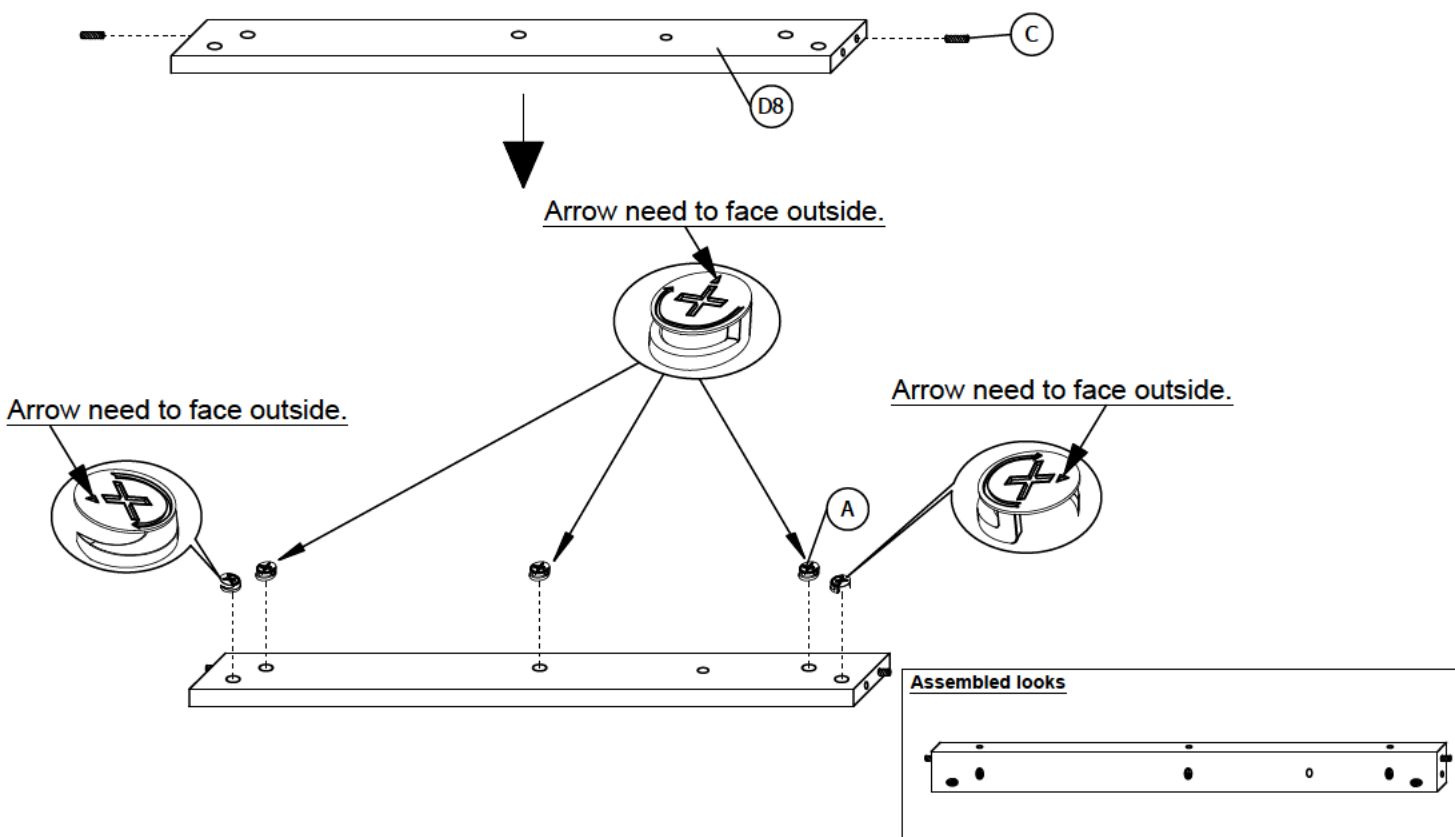 C
D8
Arrow need to face outside.
Arrow need to face outside.
Arrow need to face outside.
A
Assembled looks